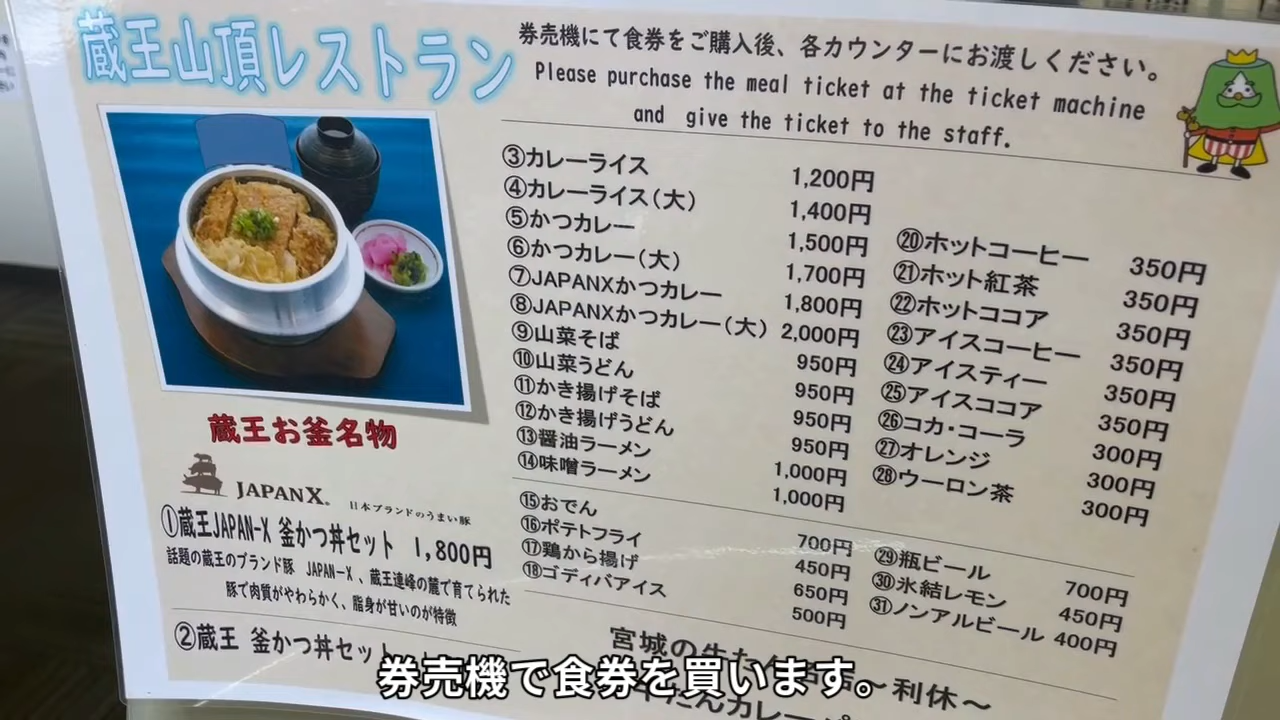 蔵王山頂レストラン
券売機にて食券をご購入後、各カウンターにお渡しください。
Please purchase the meal ticket at the ticket machine
and give the ticket to the staff.
蔵王お釜名物
JAPAN X
日本ブランドのうまい豚
①蔵王JAPAN-X 釜かつ丼セット 1,800円
話題の蔵王のブランド豚 JAPAN-X、蔵王連峰の麓で育てられた
豚で肉質がやわらかく、脂身が甘いのが特徴
②蔵王 釜かつ丼セット
③カレーライス 1,200円
④カレーライス(大) 1,400円
⑤かつカレー 1,500円
⑥かつカレー(大) 1,700円
⑦JAPANXかつカレー 1,800円
⑧JAPANXかつカレー(大) 2,000円
⑨山菜そば 950円
⑩山菜うどん 950円
⑪かき揚げそば 950円
⑫かき揚げうどん 950円
⑬醤油ラーメン 1,000円
⑭味噌ラーメン 1,000円
⑮おでん 700円
⑯ポテトフライ 450円
⑰鶏から揚げ 650円
⑱ゴディバアイス 500円
⑳ホットコーヒー 350円
㉑ホット紅茶 350円
㉒ホットココア 350円
㉓アイスコーヒー 350円
㉔アイスティー 350円
㉕アイスココア 350円
㉖コカ・コーラ 300円
㉗オレンジ 300円
㉘ウーロン茶 300円
㉙瓶ビール 700円
㉚氷結レモン 450円
㉛ノンアルビール 400円
宮城の牛たん
～利休～
たんカレー
券売機で食券を買います。